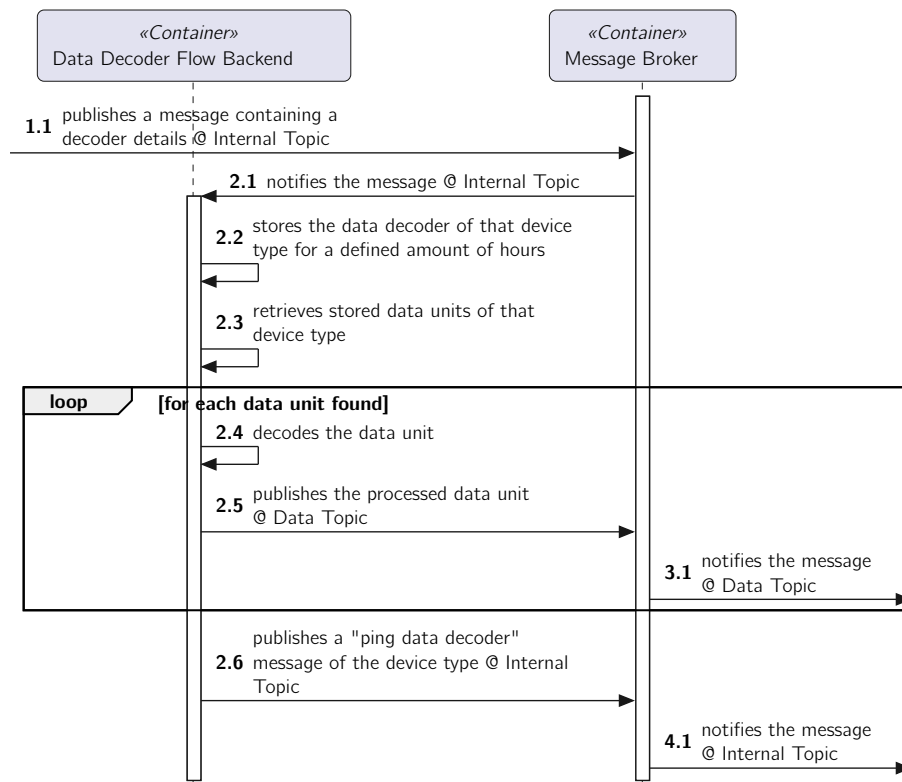 «Container»
Data Decoder Flow Backend
«Container»
Message Broker
1.1 publishes a message containing a
decoder details @ Internal Topic
2.1 notifies the message @ Internal Topic
2.2 stores the data decoder of that device
type for a defined amount of hours
2.3 retrieves stored data units of that
device type
loop [for each data unit found]
2.4 decodes the data unit
2.5 publishes the processed data unit
@ Data Topic
3.1 notifies the message
@ Data Topic
publishes a "ping data decoder"
2.6 message of the device type @ Internal
Topic
4.1 notifies the message
@ Internal Topic